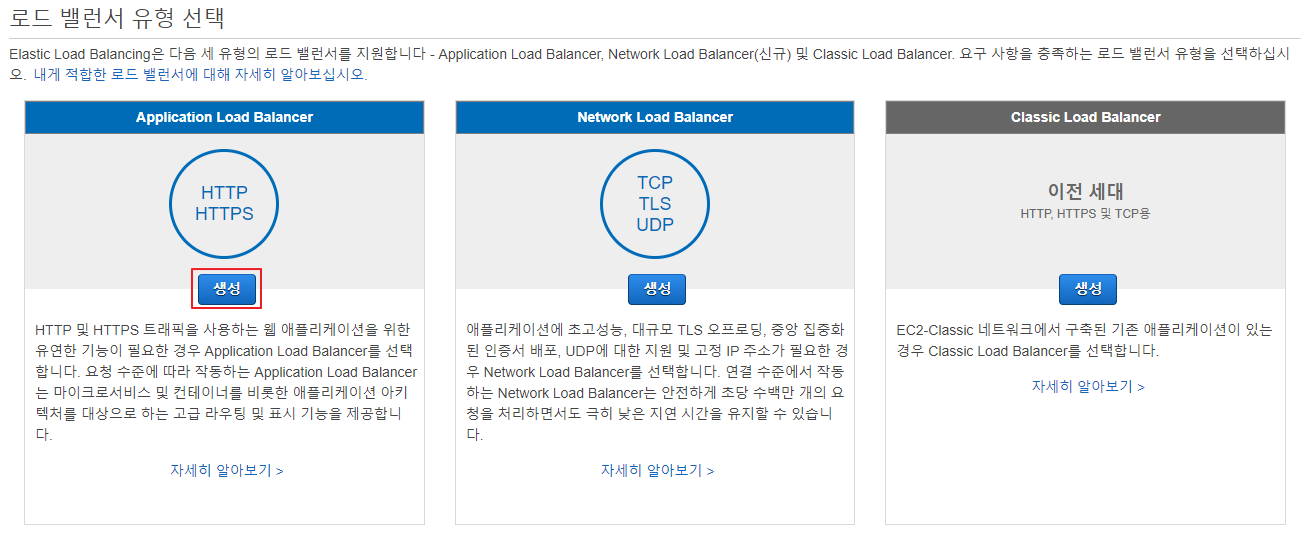 로드 밸런서 유형 선택
Elastic Load Balancing은 다음 세 유형의 로드 밸런서를 지원합니다 - Application Load Balancer, Network Load Balancer(신규) 및 Classic Load Balancer. 요구 사항을 충족하는 로드 밸런서 유형을 선택하십시
오. 내게 적합한 로드 밸런서에 대해 자세히 알아보십시오.
Application Load Balancer
HTTP
HTTPS
생성
HTTP 및 HTTPS 트래픽을 사용하는 웹 애플리케이션을 위한
유연한 기능이 필요한 경우 Application Load Balancer를 선택
합니다. 요청 수준에 따라 작동하는 Application Load Balancer
는 마이크로서비스 및 컨테이너를 비롯한 애플리케이션 아키
텍처를 대상으로 하는 고급 라우팅 및 표시 기능을 제공합니
다.
자세히 알아보기 >
Network Load Balancer
TCP
TLS
UDP
생성
애플리케이션에 초고성능, 대규모 TLS 오프로딩, 중앙 집중화
된 인증서 배포, UDP에 대한 지원 및 고정 IP 주소가 필요한 경
우 Network Load Balancer를 선택합니다. 연결 수준에서 작동
하는 Network Load Balancer는 안전하게 초당 수백만 개의 요
청을 처리하면서도 극히 낮은 지연 시간을 유지할 수 있습니
다.
자세히 알아보기 >
Classic Load Balancer
이전 세대
HTTP, HTTPS 및 TCP용
생성
EC2-Classic 네트워크에서 구축된 기존 애플리케이션이 있는
경우 Classic Load Balancer를 선택합니다.
자세히 알아보기 >